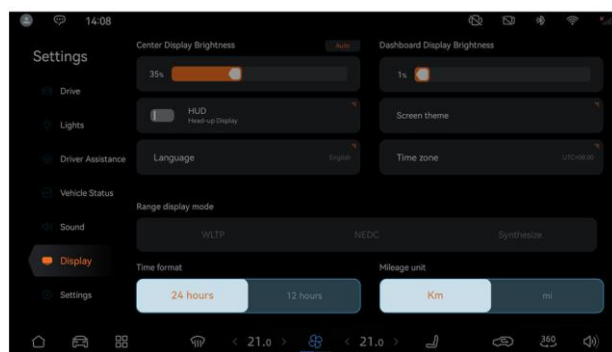 14:08
Settings
Drive
Lights
Driver Assistance
Vehicle Status
Sound
Display
Settings
Center Display Brightness
Auto
35%
Dashboard Display Brightness
1%
HUD
Head-up Display
Screen theme
Language
English
Time zone
UTC+08:00
Range display mode
WLTP
NEDC
Synthesize
Time format
24 hours
12 hours
Mileage unit
Km
mi
< 21.0 >
< 21.0 >
360